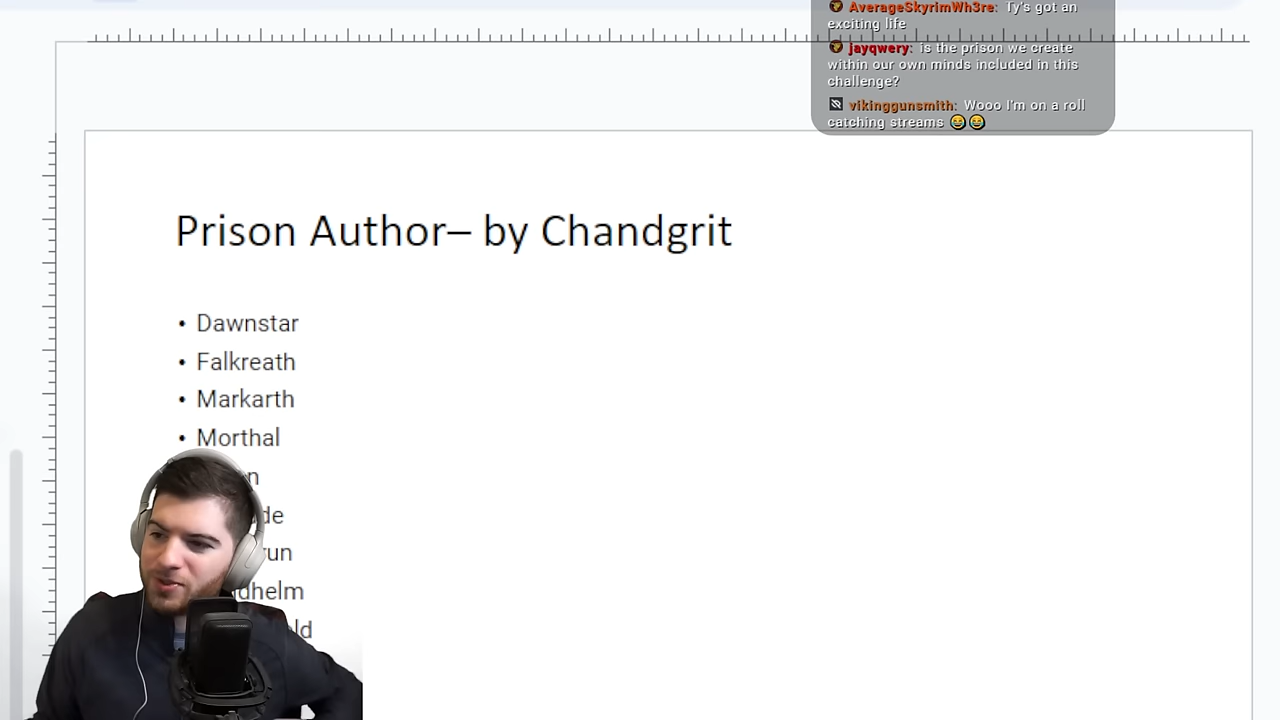 AverageSkyrimWh3re: Ty's got an
exciting life
jayqwery: is the prison we create
within our own minds included in this
challenge?
vikinggunsmith: Wooo I'm on a roll
catching streams 😂😂
Prison Author– by Chandgrit
• Dawnstar
• Falkreath
• Markarth
• Morthal